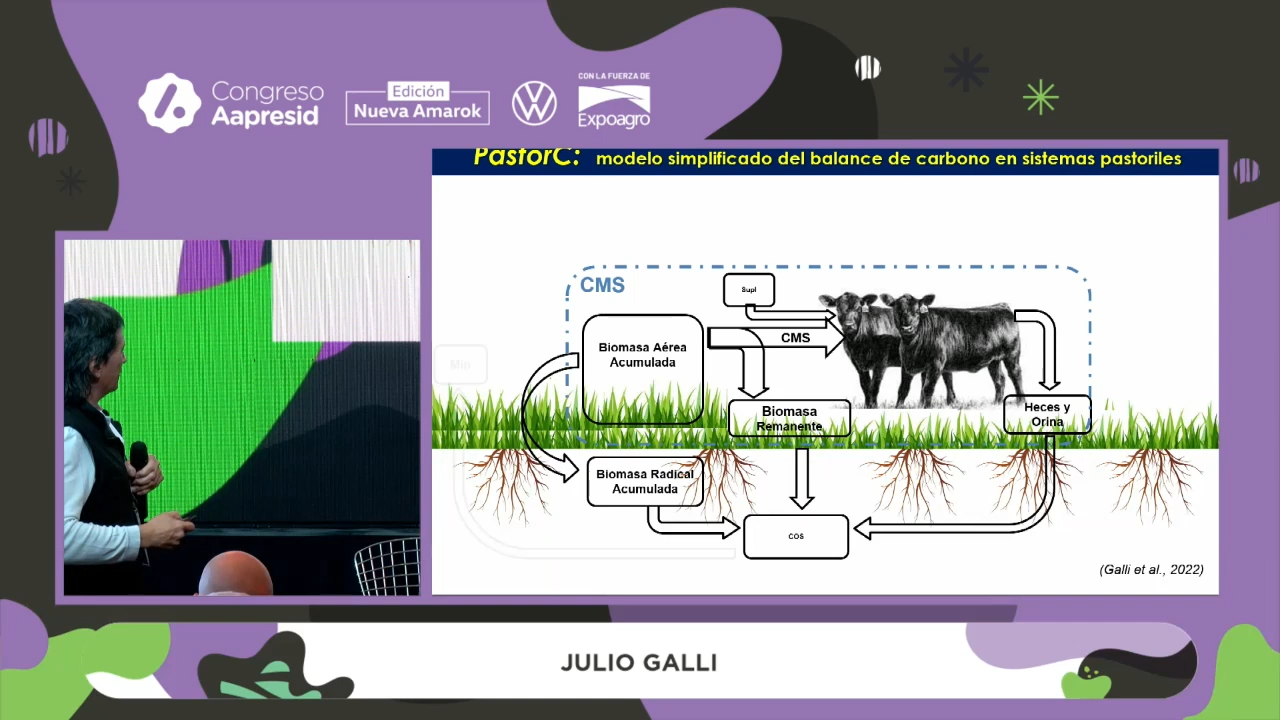 Congreso
Aapresid
Edición
Nueva Amarok
CON LA FUERZA DE
Expoagro
PastorC: modelo simplificado del balance de carbono en sistemas pastoriles
CMS
Supl
Biomasa Aérea
Acumulada
CMS
Min
Biomasa
Remanente
Heces y
Orina
Biomasa Radical
Acumulada
COS
(Galli et al., 2022)
JULIO GALLI